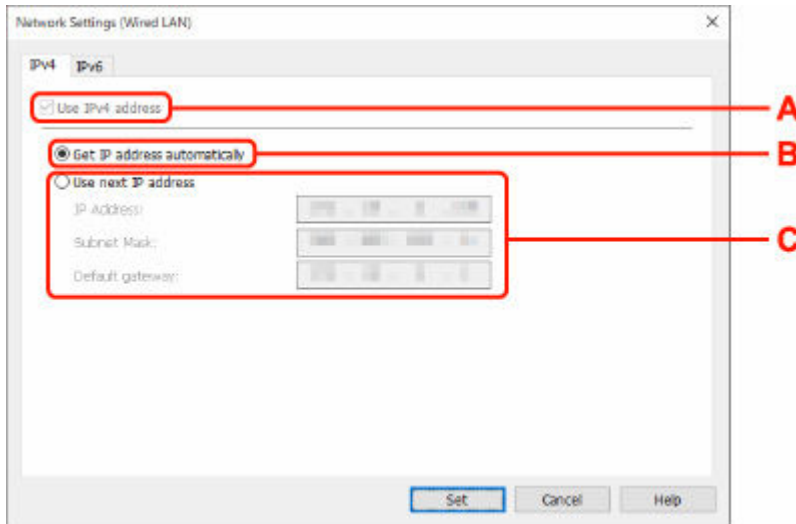 Network Settings (Wired LAN)
IPv4 IPv6
Use IPv4 address
A
Get IP address automatically
B
Use next IP address
IP Address:
Subnet Mask:
C
Default gateway:
Set Cancel Help